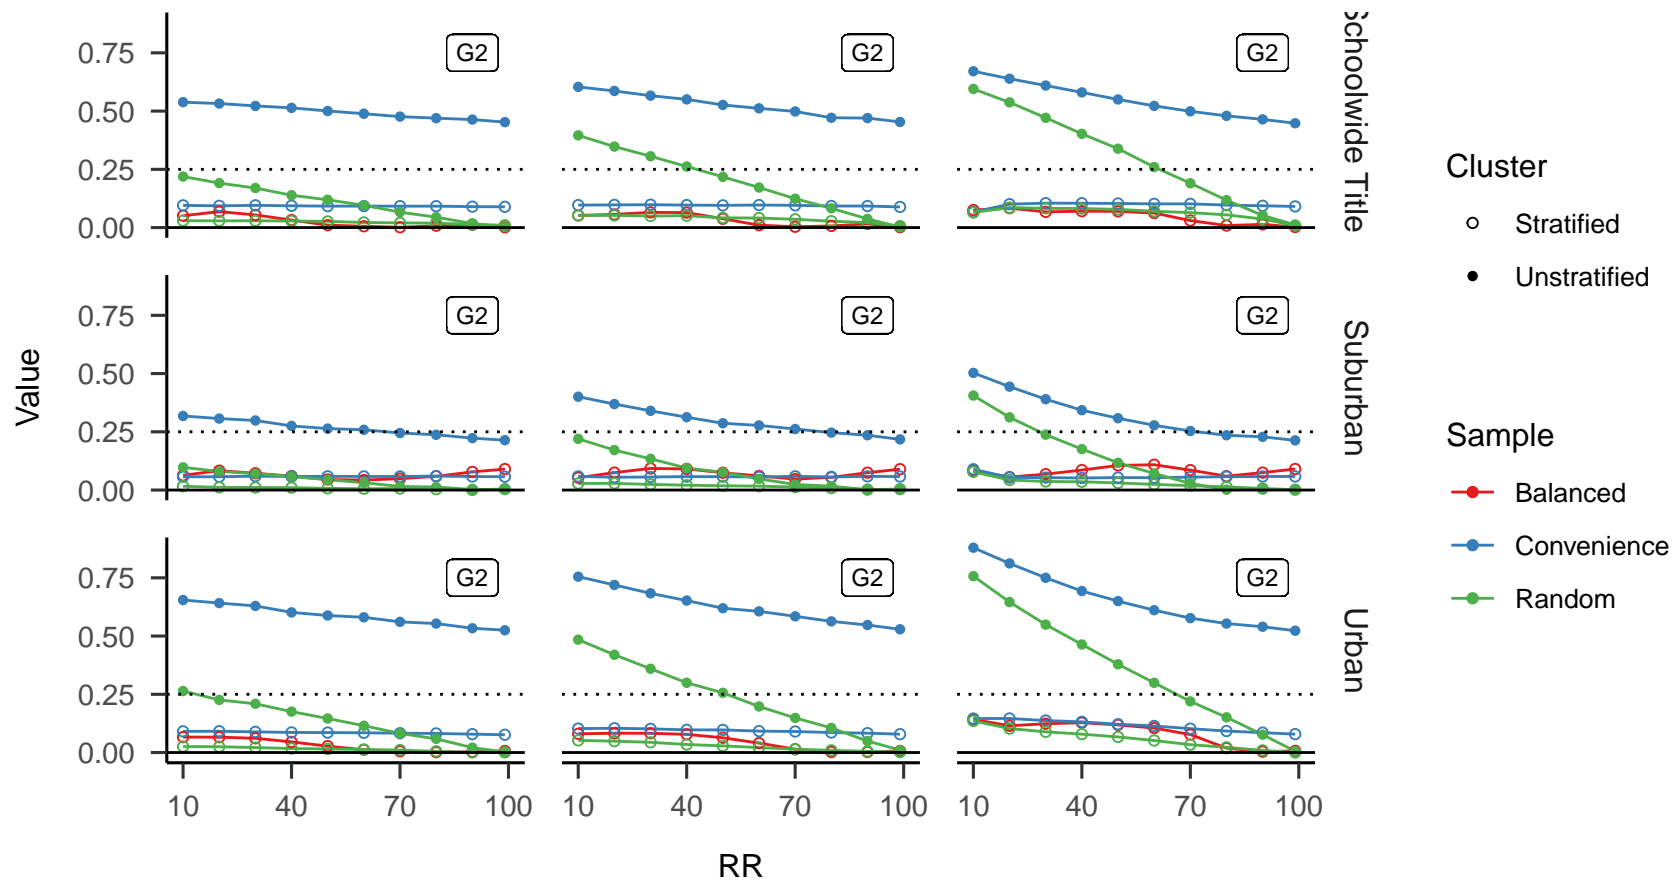 0.75
0.50
0.25
0.00
G2
G2
G2
Schoolwide Title
0.75
0.50
0.25
0.00
G2
G2
G2
Suburban
0.75
0.50
0.25
0.00
G2
G2
G2
Urban
10 40 70 100
10 40 70 100
10 40 70 100
Value
RR
Cluster
Stratified
Unstratified
Sample
Balanced
Convenience
Random